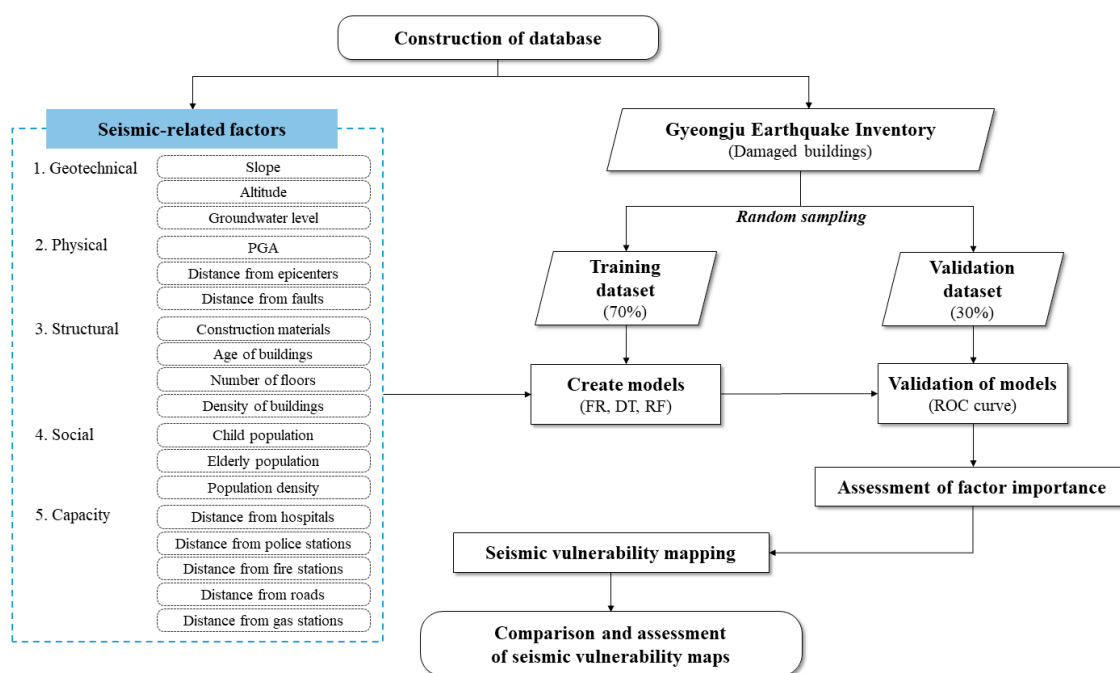 Construction of database
Seismic-related factors
1. Geotechnical
Slope
Altitude
Groundwater level
2. Physical
PGA
Distance from epicenters
Distance from faults
3. Structural
Construction materials
Age of buildings
Number of floors
Density of buildings
4. Social
Child population
Elderly population
Population density
5. Capacity
Distance from hospitals
Distance from police stations
Distance from fire stations
Distance from roads
Distance from gas stations
Gyeongju Earthquake Inventory
(Damaged buildings)
Random sampling
Training
dataset
(70%)
Validation
dataset
(30%)
Create models
(FR, DT, RF)
Validation of models
(ROC curve)
Assessment of factor importance
Seismic vulnerability mapping
Comparison and assessment
of seismic vulnerability maps